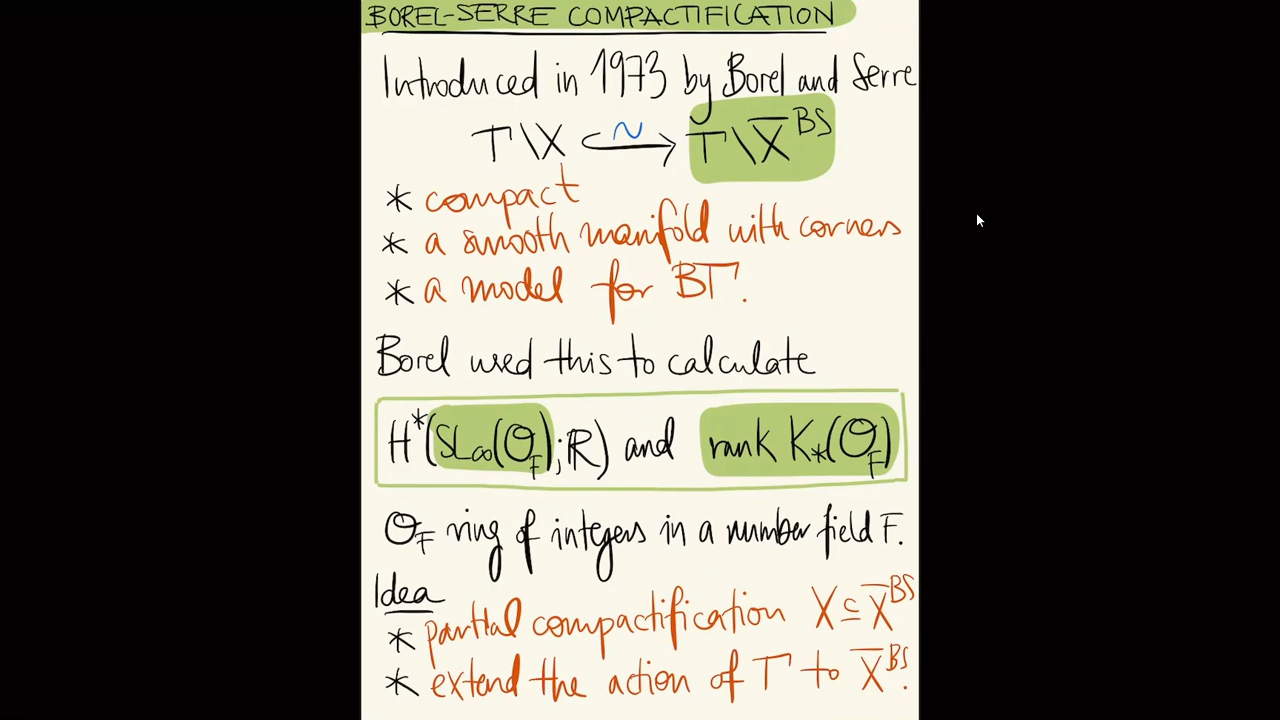 BOREL-SERRE COMPACTIFICATION
Introduced in 1973 by Borel and Serre
Γ\X ↪~ Γ\X̅^BS
* compact
* a smooth manifold with corners
* a model for BΓ.
Borel used this to calculate
H*(SL∞(O_F);R) and rank K*(O_F)
O_F ring of integers in a number field F.
Idea
* partial compactification X ⊆ X̅^BS
* extend the action of Γ to X̅^BS.